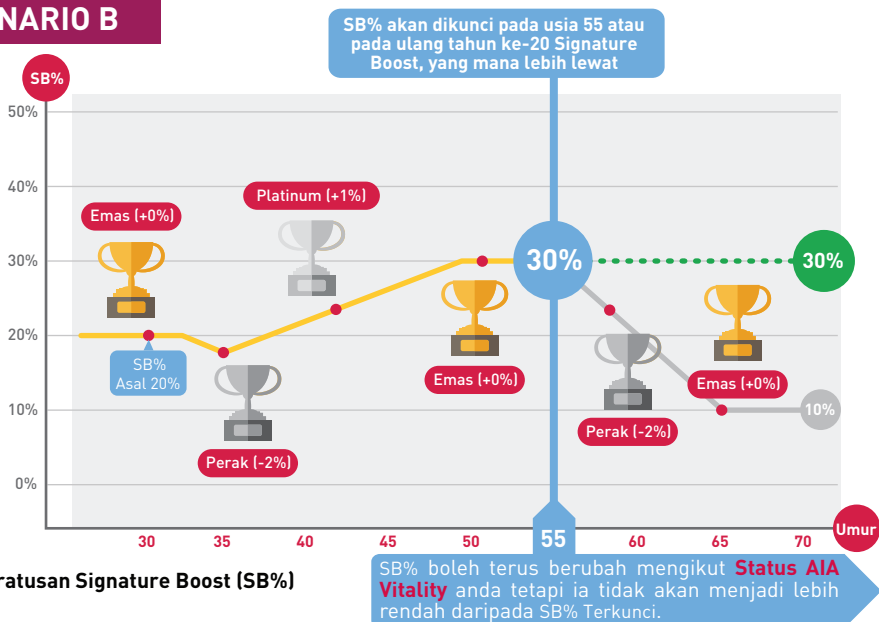 NARIO B
SB% akan dikunci pada usia 55 atau
pada ulang tahun ke-20 Signature
Boost, yang mana lebih lewat
SB%
50%
40%
30%
20%
10%
0%
Emas (+0%)
Platinum (+1%)
30%
30%
SB%
Asal 20%
Perak (-2%)
Emas (+0%)
Perak (-2%)
Emas (+0%)
10%
30
35
40
45
50
55
60
65
70
Umur
ratusan Signature Boost (SB%)
SB% boleh terus berubah mengikut Status AIA
Vitality anda tetapi ia tidak akan menjadi lebih
rendah daripada SB% Terkunci.